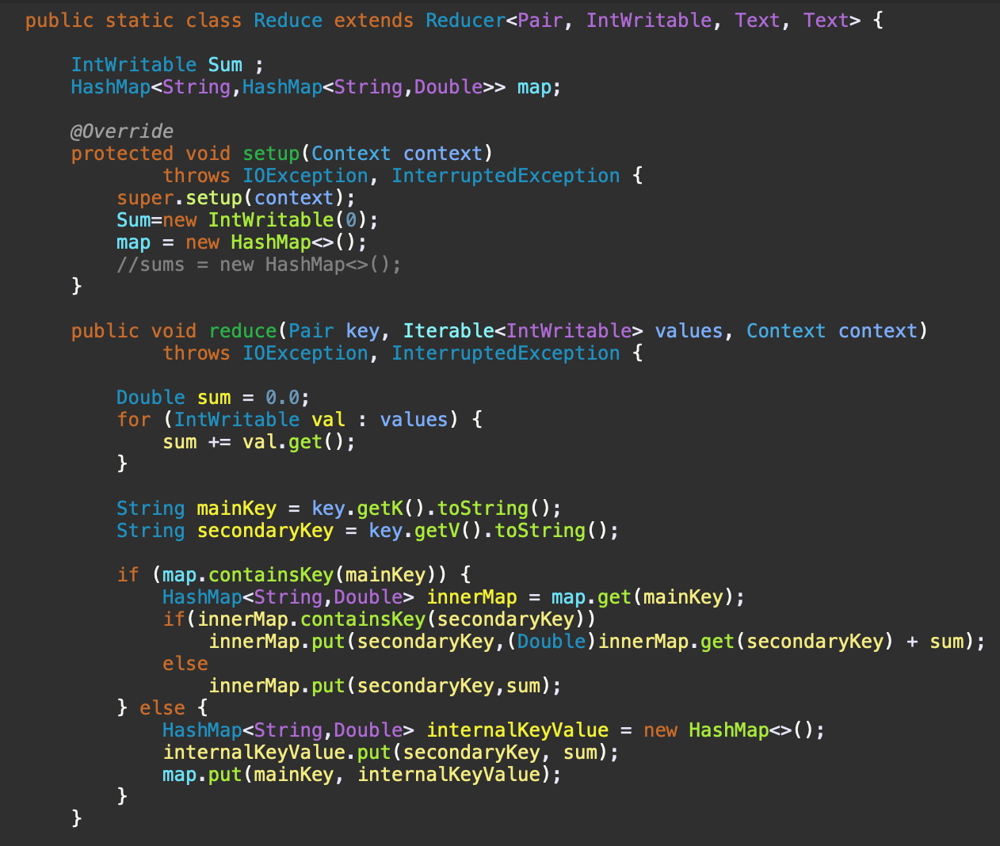 public static class Reduce extends Reducer<Pair, IntWritable, Text, Text> {
IntWritable Sum ;
HashMap<String,HashMap<String,Double>> map;
@Override
protected void setup(Context context)
throws IOException, InterruptedException {
super.setup(context);
Sum=new IntWritable(0);
map = new HashMap<>();
//sums = new HashMap<>();
}
public void reduce(Pair key, Iterable<IntWritable> values, Context context)
throws IOException, InterruptedException {
Double sum = 0.0;
for (IntWritable val : values) {
sum += val.get();
}
String mainKey = key.getK().toString();
String secondaryKey = key.getV().toString();
if (map.containsKey(mainKey)) {
HashMap<String,Double> innerMap = map.get(mainKey);
if(innerMap.containsKey(secondaryKey))
innerMap.put(secondaryKey,(Double)innerMap.get(secondaryKey) + sum);
else
innerMap.put(secondaryKey,sum);
} else {
HashMap<String,Double> internalKeyValue = new HashMap<>();
internalKeyValue.put(secondaryKey, sum);
map.put(mainKey, internalKeyValue);
}
}